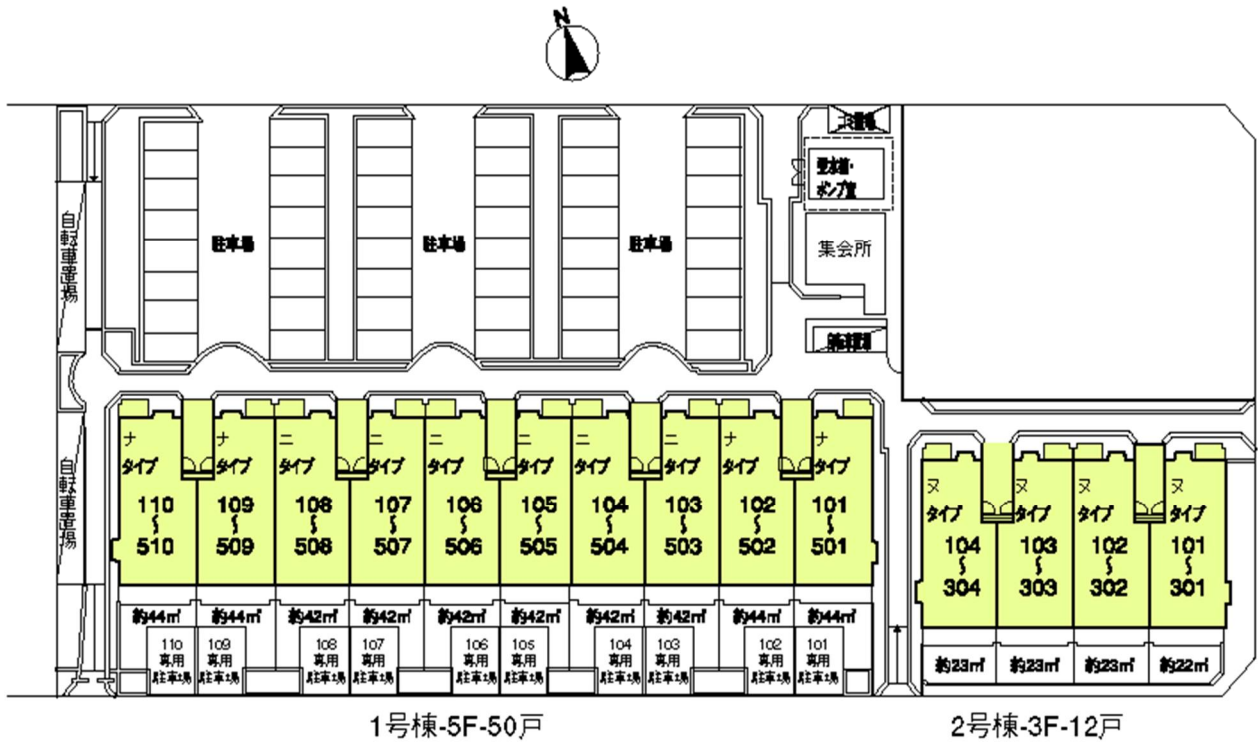 N
ゴミ置場
受水槽・
ポンプ室
自転車置場
駐車場
駐車場
駐車場
集会所
自転車置場
ナ
タイプ
110
〜
510
ナ
タイプ
109
〜
509
ニ
タイプ
108
〜
508
ニ
タイプ
107
〜
507
ニ
タイプ
106
〜
506
ニ
タイプ
105
〜
505
ニ
タイプ
104
〜
504
ニ
タイプ
103
〜
503
ナ
タイプ
102
〜
502
ナ
タイプ
101
〜
501
ヌ
タイプ
104
〜
304
ヌ
タイプ
103
〜
303
ヌ
タイプ
102
〜
302
ヌ
タイプ
101
〜
301
約44㎡
約44㎡
約42㎡
約42㎡
約42㎡
約42㎡
約42㎡
約42㎡
約44㎡
約44㎡
110
専用
駐車場
109
専用
駐車場
108
専用
駐車場
107
専用
駐車場
106
専用
駐車場
105
専用
駐車場
104
専用
駐車場
103
専用
駐車場
102
専用
駐車場
101
専用
駐車場
約23㎡
約23㎡
約23㎡
約22㎡
1号棟-5F-50戸
2号棟-3F-12戸